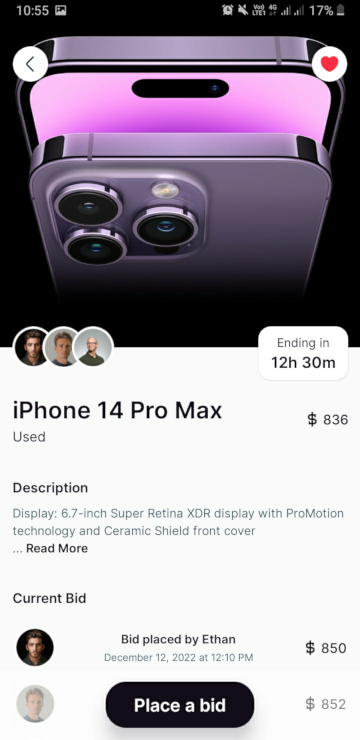 10:55
Vo)) 4G
LTE1
17%
Ending in
12h 30m
iPhone 14 Pro Max
$ 836
Used
Description
Display: 6.7-inch Super Retina XDR display with ProMotion
technology and Ceramic Shield front cover
... Read More
Current Bid
Bid placed by Ethan
$ 850
December 12, 2022 at 12:10 PM
Place a bid
$ 852